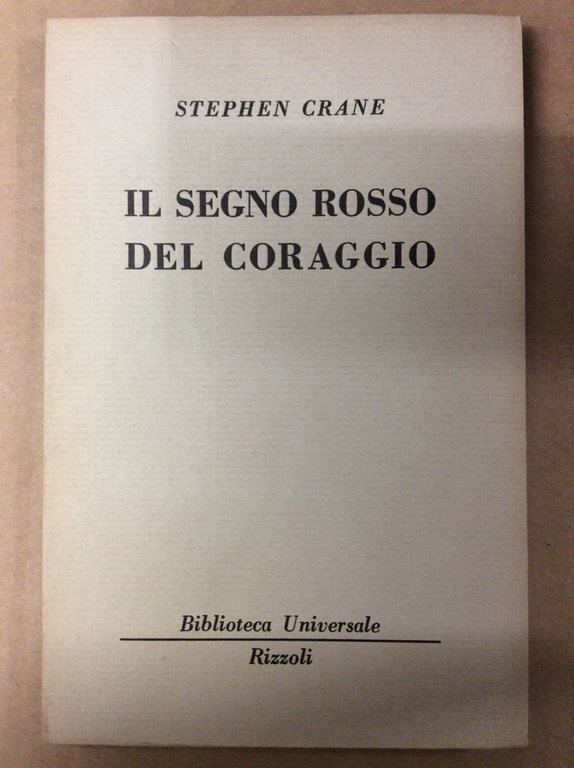 STEPHEN CRANE
IL SEGNO ROSSO
DEL CORAGGIO
Biblioteca Universale
Rizzoli